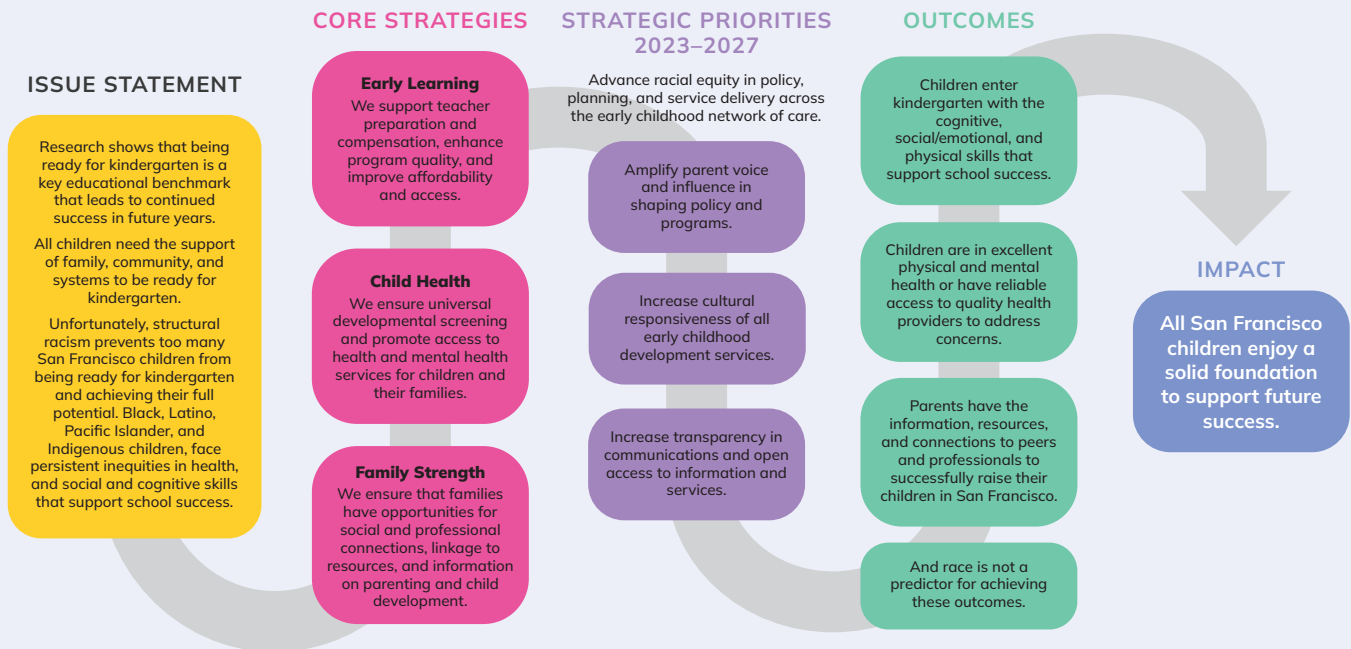 ISSUE STATEMENT
Research shows that being
ready for kindergarten is a
key educational benchmark
that leads to continued
success in future years.
All children need the support
of family, community, and
systems to be ready for
kindergarten.
Unfortunately, structural
racism prevents too many
San Francisco children from
being ready for kindergarten
and achieving their full
potential. Black, Latino,
Pacific Islander, and
Indigenous children, face
persistent inequities in health,
and social and cognitive skills
that support school success.
CORE STRATEGIES
Early Learning
We support teacher
preparation and
compensation, enhance
program quality, and
improve affordability
and access.
Child Health
We ensure universal
developmental screening
and promote access to
health and mental health
services for children and
their families.
Family Strength
We ensure that families
have opportunities for
social and professional
connections, linkage to
resources, and information
on parenting and child
development.
STRATEGIC PRIORITIES
2023–2027
Advance racial equity in policy,
planning, and service delivery across
the early childhood network of care.
Amplify parent voice
and influence in
shaping policy and
programs.
Increase cultural
responsiveness of all
early childhood
development services.
Increase transparency in
communications and open
access to information and
services.
OUTCOMES
Children enter
kindergarten with the
cognitive,
social/emotional, and
physical skills that
support school success.
Children are in excellent
physical and mental
health or have reliable
access to quality health
providers to address
concerns.
Parents have the
information, resources,
and connections to peers
and professionals to
successfully raise their
children in San Francisco.
And race is not a
predictor for achieving
these outcomes.
IMPACT
All San Francisco
children enjoy a
solid foundation
to support future
success.